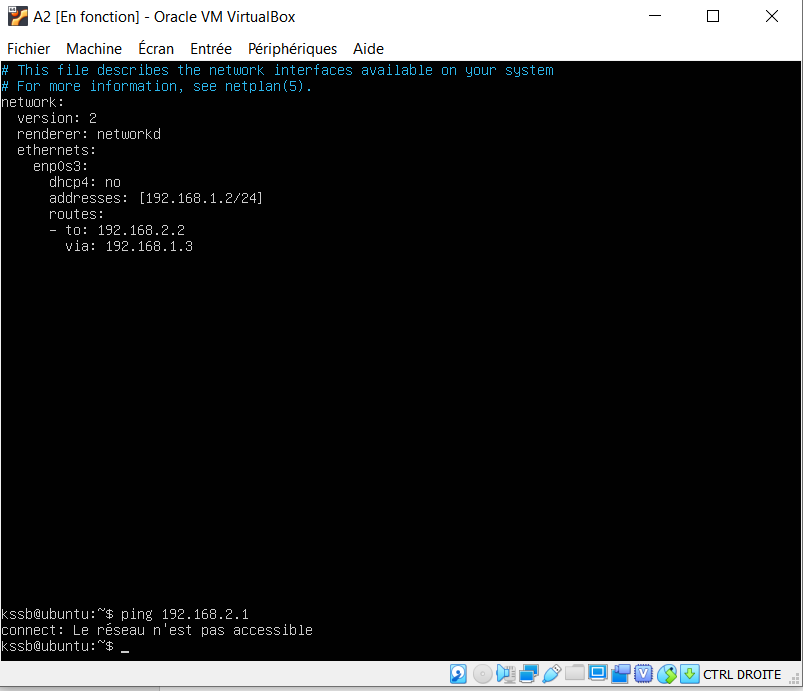 A2 [En fonction] - Oracle VM VirtualBox
Fichier Machine Écran Entrée Périphériques Aide
# This file describes the network interfaces available on your system
# For more information, see netplan(5).
network:
  version: 2
  renderer: networkd
  ethernets:
    enp0s3:
      dhcp4: no
      addresses: [192.168.1.2/24]
      routes:
      - to: 192.168.2.2
        via: 192.168.1.3
kssb@ubuntu:~$ ping 192.168.2.1
connect: Le réseau n'est pas accessible
kssb@ubuntu:~$ _
CTRL DROITE